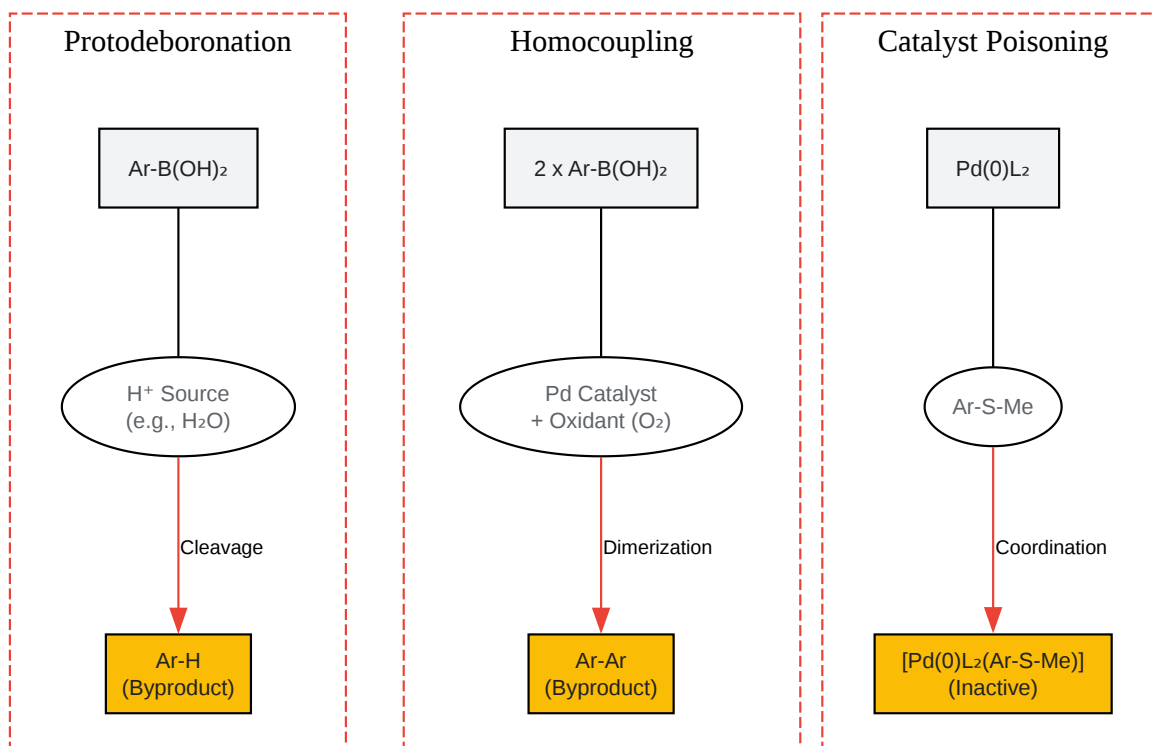 Protodeboronation
Ar-B(OH)₂
H⁺ Source
(e.g., H₂O)
Cleavage
Ar-H
(Byproduct)
Homocoupling
2 x Ar-B(OH)₂
Pd Catalyst
+ Oxidant (O₂)
Dimerization
Ar-Ar
(Byproduct)
Catalyst Poisoning
Pd(0)L₂
Ar-S-Me
Coordination
[Pd(0)L₂(Ar-S-Me)]
(Inactive)